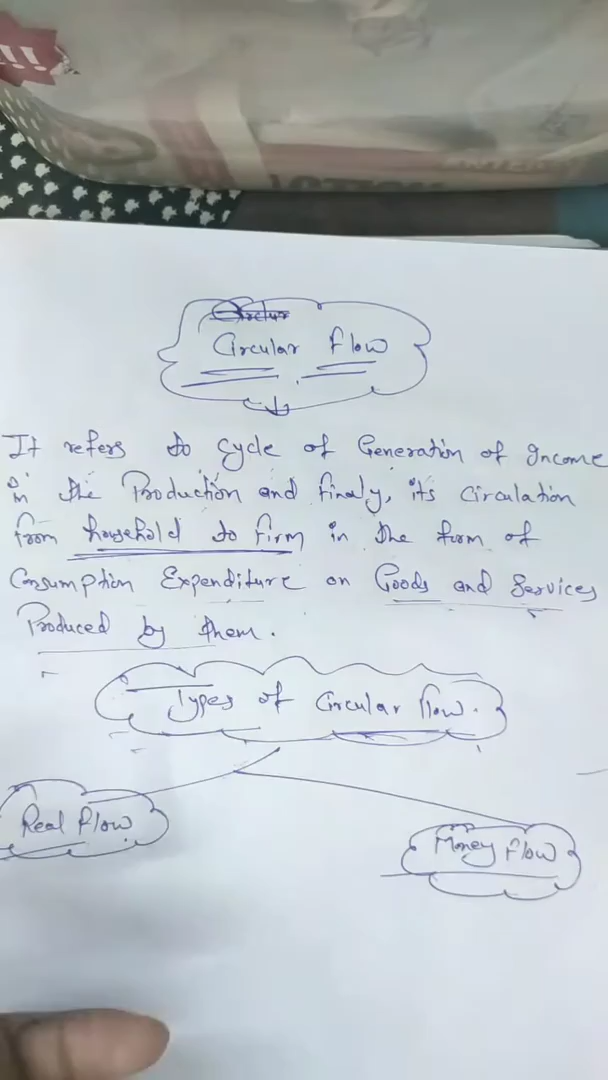 Circular Flow
It refers to Cycle of Generation of Income
in the Production and finaly, its Circulation
from household to firm in the form of
Consumption Expenditure on Goods and Services
Produced by them.
Types of Circular flow.
Real flow
Money flow